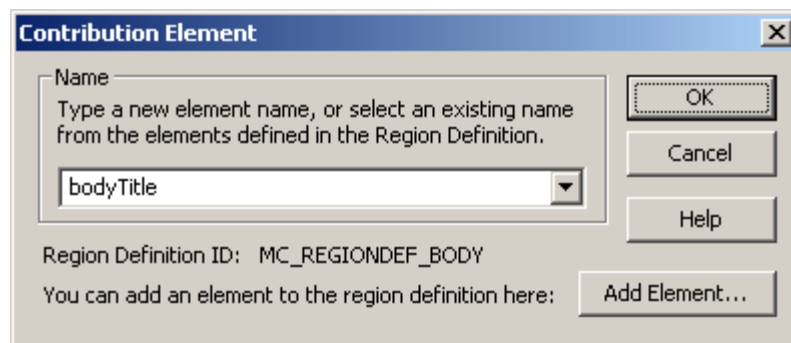 Contribution Element
Name
Type a new element name, or select an existing name
from the elements defined in the Region Definition.
bodyTitle
OK
Cancel
Help
Region Definition ID: MC_REGIONDEF_BODY
You can add an element to the region definition here:
Add Element...